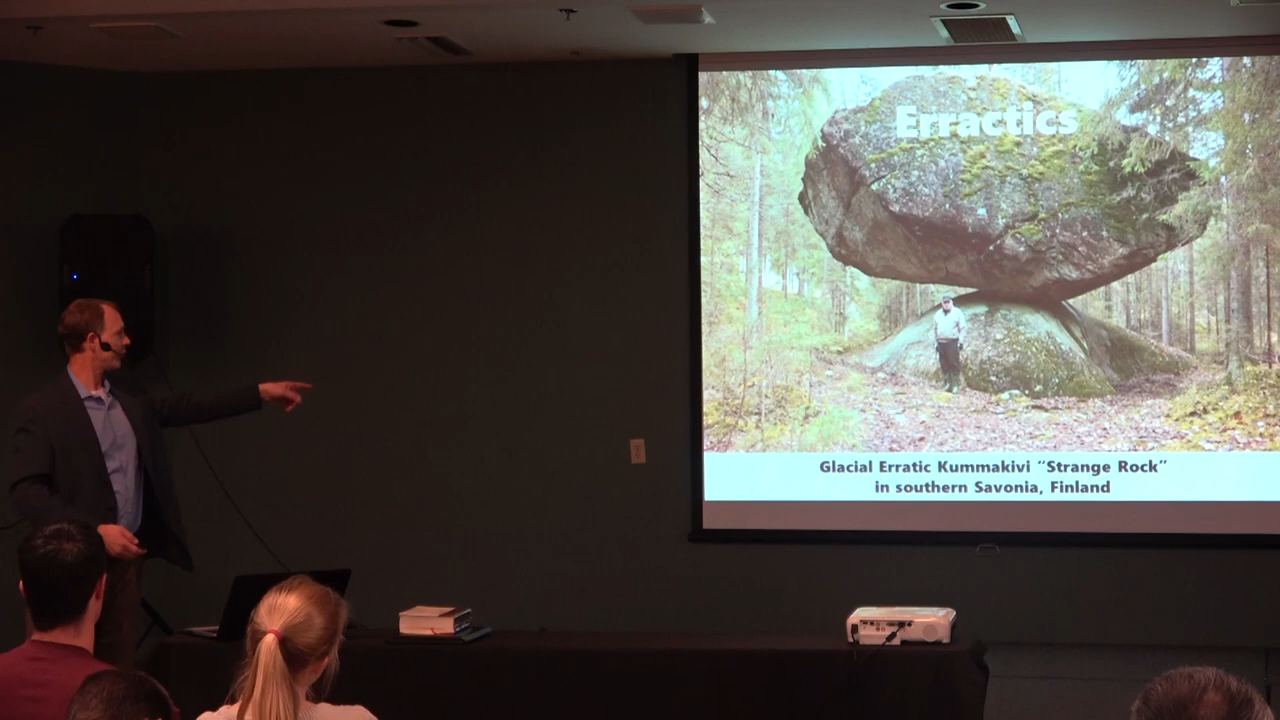 Erractics
Glacial Erratic Kummakivi “Strange Rock”
in southern Savonia, Finland